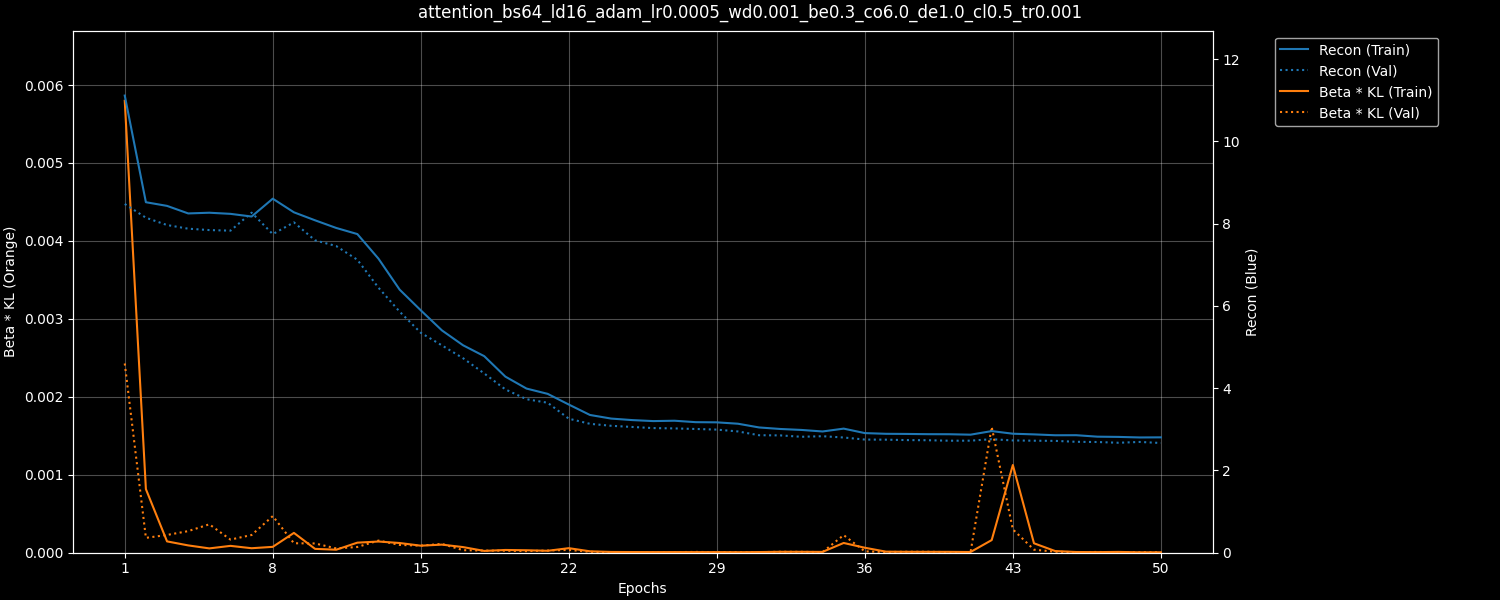 attention_bs64_ld16_adam_lr0.0005_wd0.001_be0.3_co6.0_de1.0_cl0.5_tr0.001
Recon (Train)
Recon (Val)
Beta * KL (Train)
Beta * KL (Val)
Beta * KL (Orange)
0.006
0.005
0.004
0.003
0.002
0.001
0.000
12
10
8
6
4
2
0
Recon (Blue)
1 8 15 22 29 36 43 50
Epochs